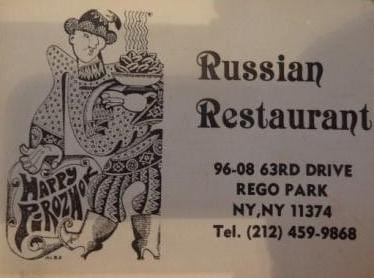 Russian
Restaurant
96-08 63RD DRIVE
REGO PARK
NY,NY 11374
Tel. (212) 459-9868
HAPPY
PIROZHOK